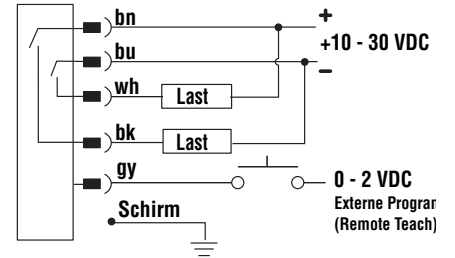 bn
+
+10 - 30 VDC
bu
–
wh
Last
bk
Last
gy
0 - 2 VDC
Externe Program
(Remote Teach)
Schirm